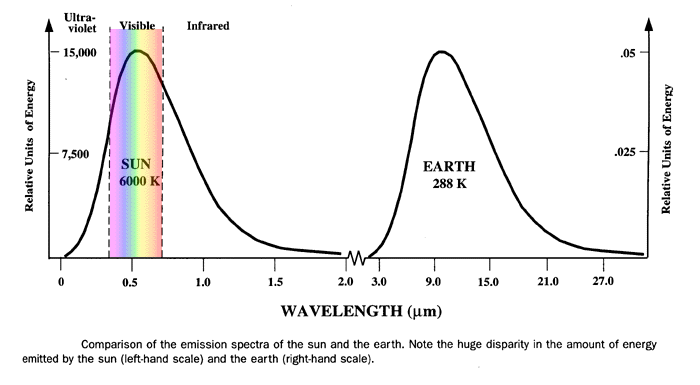 Ultra-
violet
Visible
Infrared
15,000
7,500
Relative Units of Energy
SUN
6000 K
EARTH
288 K
.05
.025
Relative Units of Energy
0 0.5 1.0 1.5 2.0 3.0 9.0 15.0 21.0 27.0
WAVELENGTH (μm)
Comparison of the emission spectra of the sun and the earth. Note the huge disparity in the amount of energy
emitted by the sun (left-hand scale) and the earth (right-hand scale).